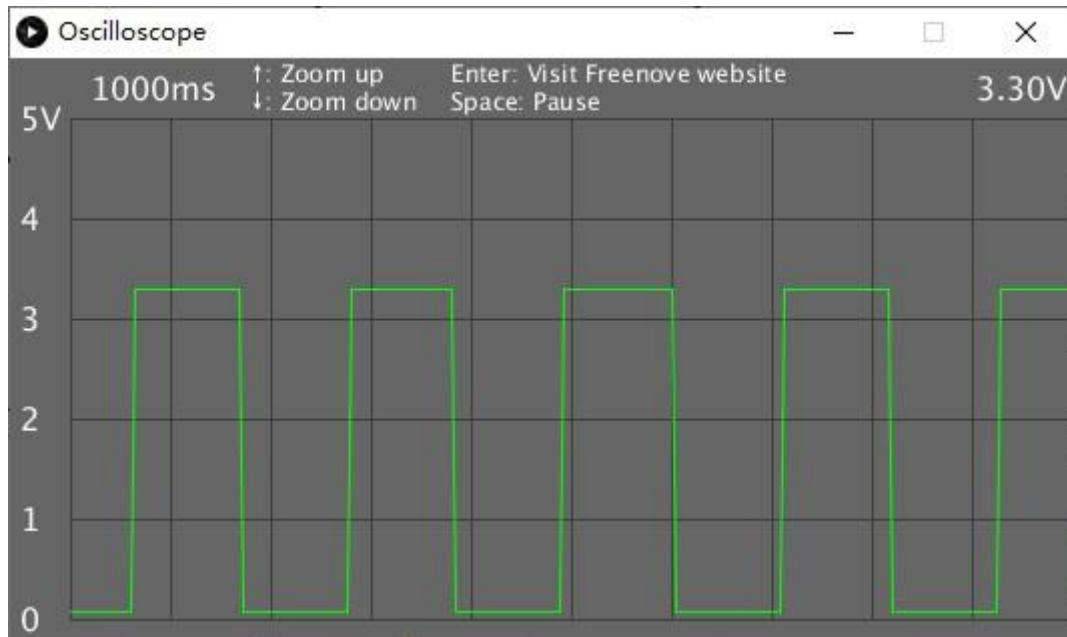 Oscilloscope
1000ms
↑: Zoom up
↓: Zoom down
Enter: Visit Freenove website
Space: Pause
3.30V
5V
4
3
2
1
0